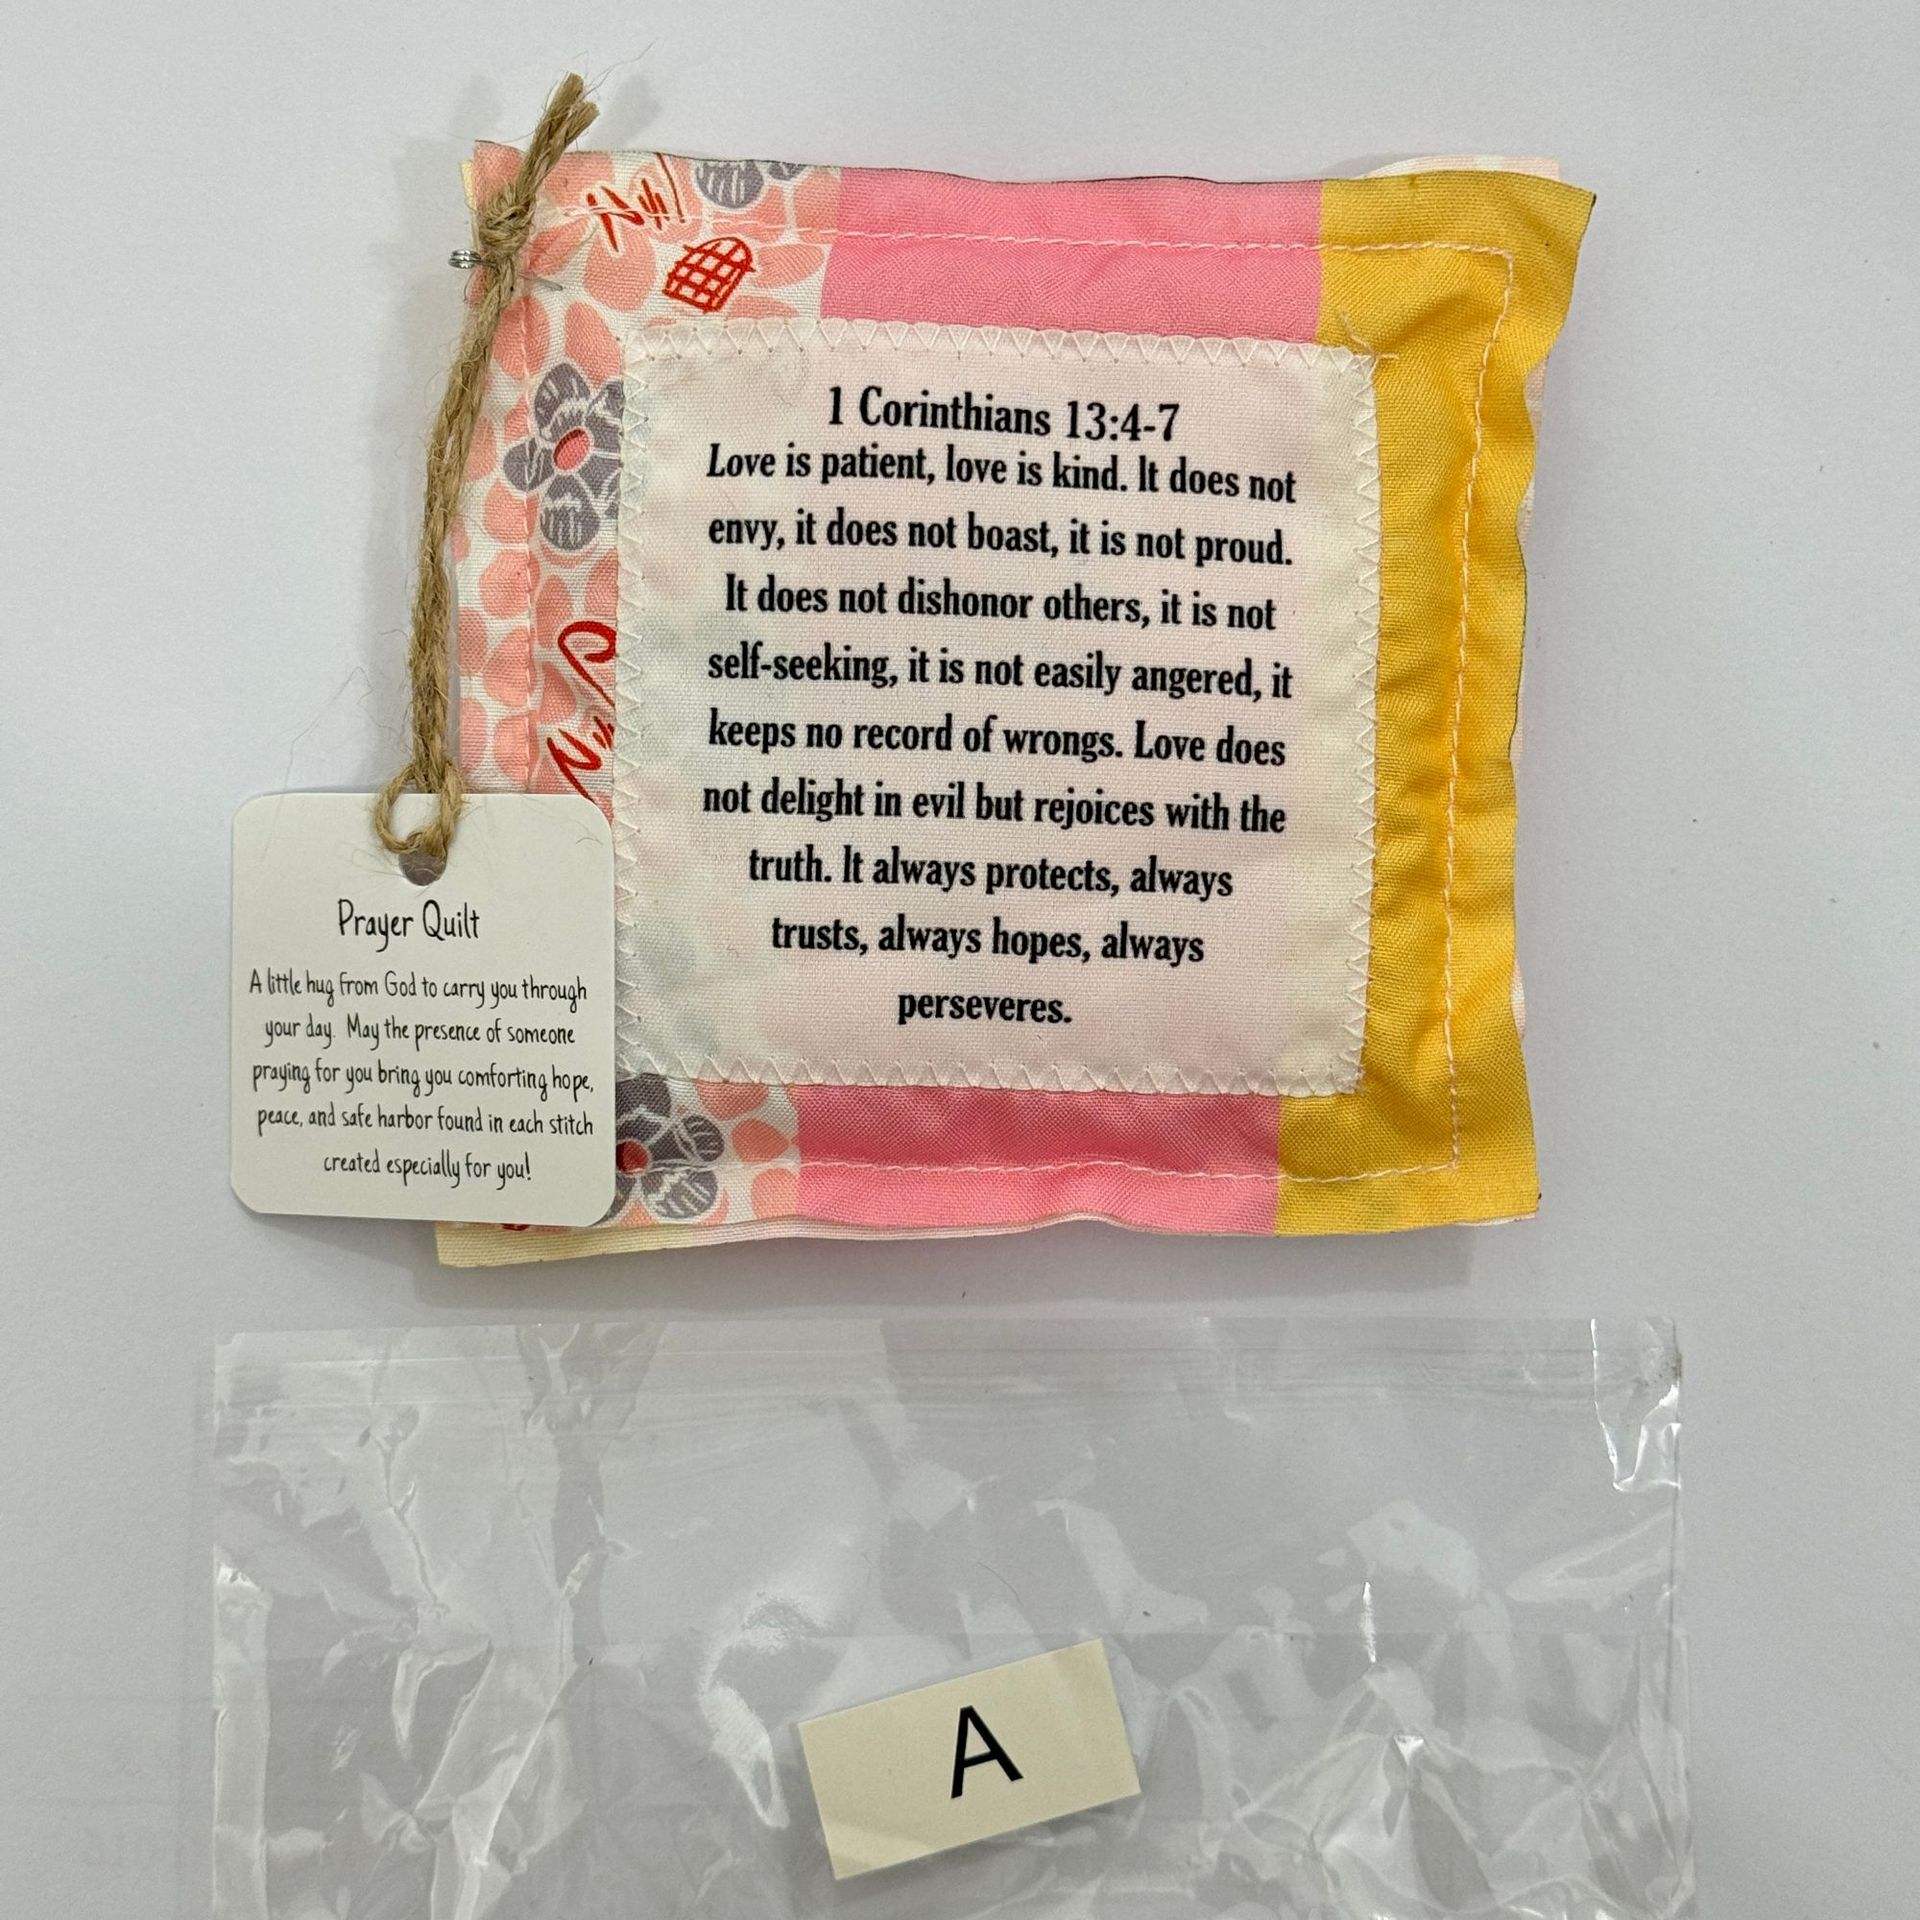 1 Corinthians 13:4-7
Love is patient, love is kind. It does not
envy, it does not boast, it is not proud.
It does not dishonor others, it is not
self-seeking, it is not easily angered, it
keeps no record of wrongs. Love does
not delight in evil but rejoices with the
truth. It always protects, always
trusts, always hopes, always
perseveres.
Prayer Quilt
A little hug from God to carry you through
your day. May the presence of someone
praying for you bring you comforting hope,
peace, and safe harbor found in each stitch
created especially for you!
A